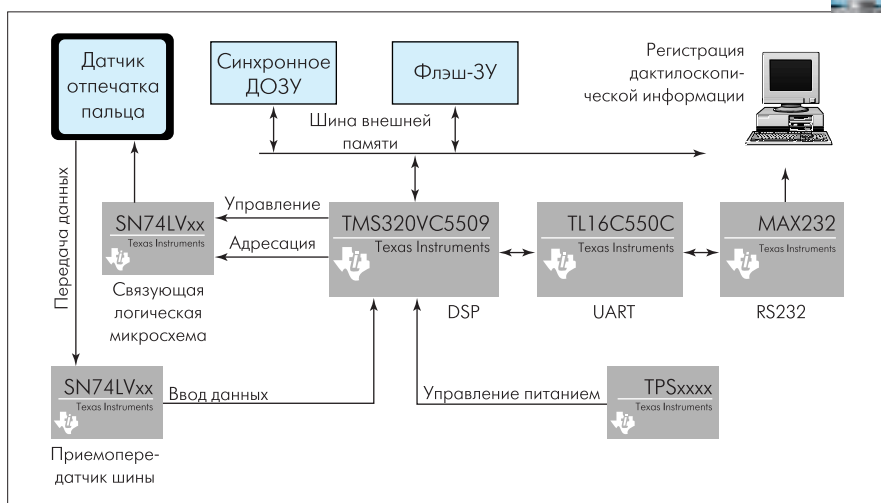 Датчик
отпечатка
пальца
Синхронное
ДОЗУ
Флэш-ЗУ
Регистрация
дактилоскопи-
ческой информации
Шина внешней
памяти
Передача данных
SN74LVxx
Texas Instruments
Связующая
логическая
микросхема
Управление
Адресация
TMS320VC5509
Texas Instruments
DSP
TL16C550C
Texas Instruments
UART
MAX232
Texas Instruments
RS232
SN74LVxx
Texas Instruments
Приемопере-
датчик шины
Ввод данных
Управление питанием
TPSxxxx
Texas Instruments